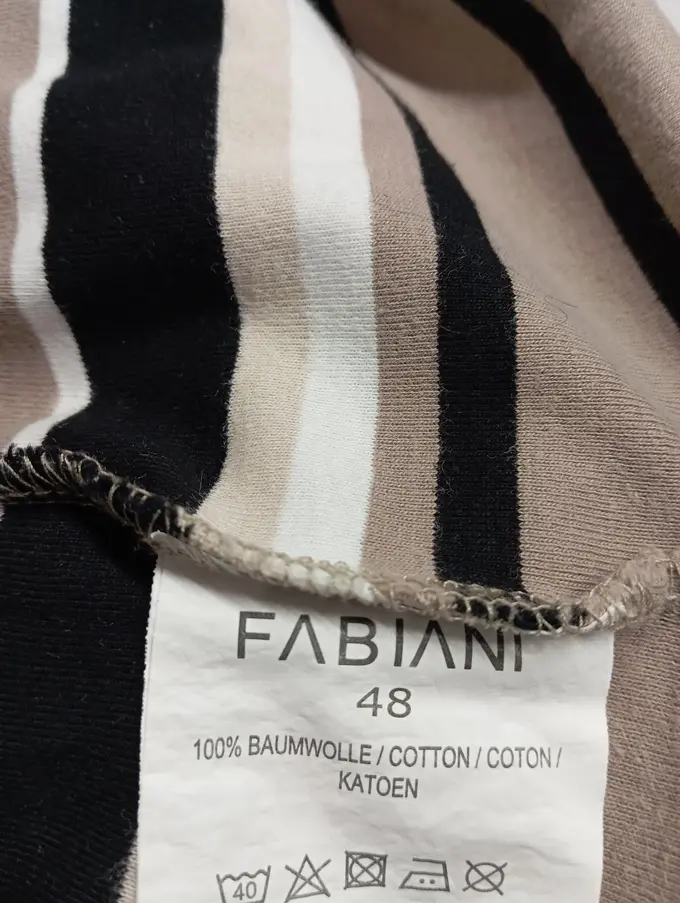 FABIANI
48
100% BAUMWOLLE / COTTON / COTON /
KATOEN
40